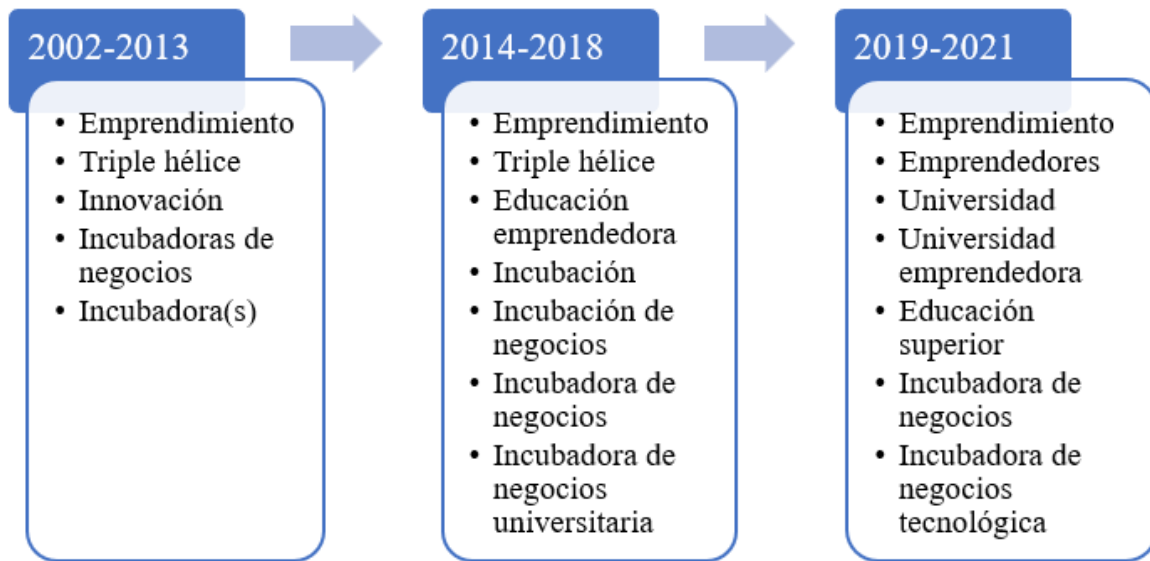 2002-2013
• Emprendimiento
• Triple hélice
• Innovación
• Incubadoras de
negocios
• Incubadora(s)
2014-2018
• Emprendimiento
• Triple hélice
• Educación
emprendedora
• Incubación
• Incubación de
negocios
• Incubadora de
negocios
• Incubadora de
negocios
universitaria
2019-2021
• Emprendimiento
• Emprendedores
• Universidad
• Universidad
emprendedora
• Educación
superior
• Incubadora de
negocios
• Incubadora de
negocios
tecnológica